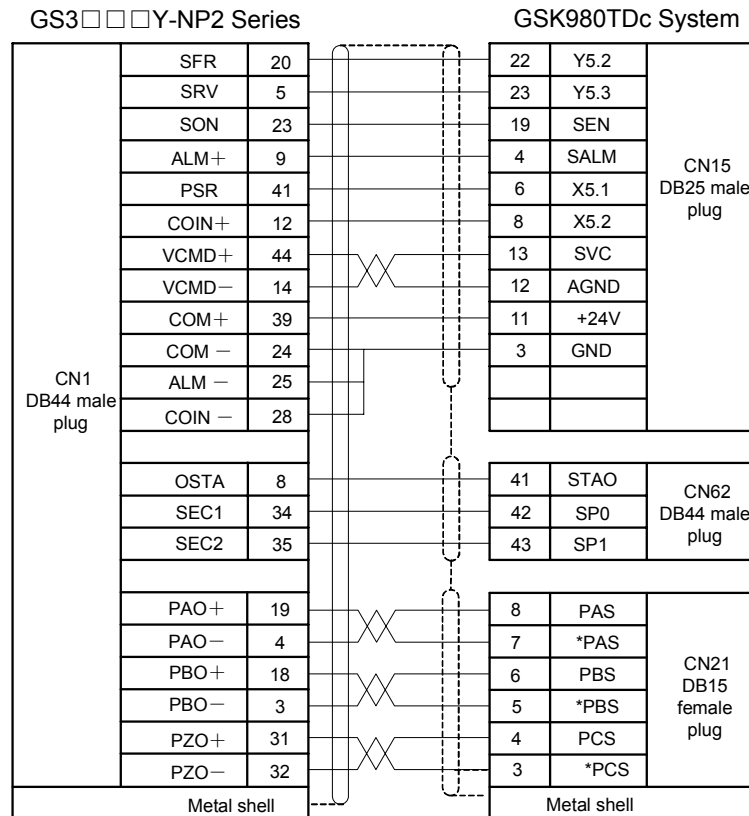 GS3□□□Y-NP2 Series GSK980TDc System
SFR 20 22 Y5.2
SRV 5 23 Y5.3
SON 23 19 SEN
ALM+ 9 4 SALM
PSR 41 6 X5.1
COIN+ 12 8 X5.2
VCMD+ 44 13 SVC
VCMD− 14 12 AGND
COM+ 39 11 +24V
COM − 24 3 GND
ALM − 25
COIN − 28
CN1
DB44 male
plug
CN15
DB25 male
plug
OSTA 8 41 STAO
SEC1 34 42 SP0
SEC2 35 43 SP1
CN62
DB44 male
plug
PAO+ 19 8 PAS
PAO− 4 7 *PAS
PBO+ 18 6 PBS
PBO− 3 5 *PBS
PZO+ 31 4 PCS
PZO− 32 3 *PCS
CN21
DB15
female
plug
Metal shell Metal shell